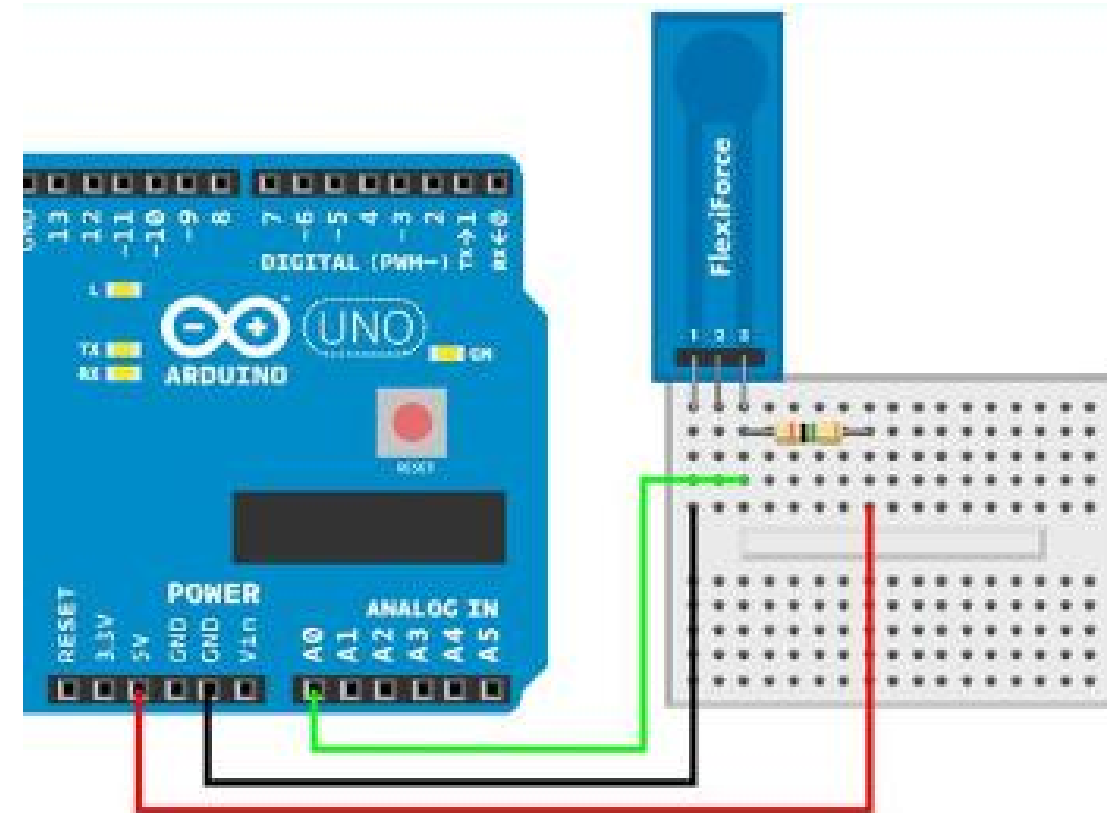 FlexiForce
1 2 3
GND 13 12 ~11 ~10 ~9 8 7 ~6 ~5 4 ~3 2 TX→1 RX←0
DIGITAL (PWM~)
L
TX
RX
ARDUINO
UNO
ON
RESET
POWER
ANALOG IN
RESET 3.3V 5V GND GND Vin A0 A1 A2 A3 A4 A5